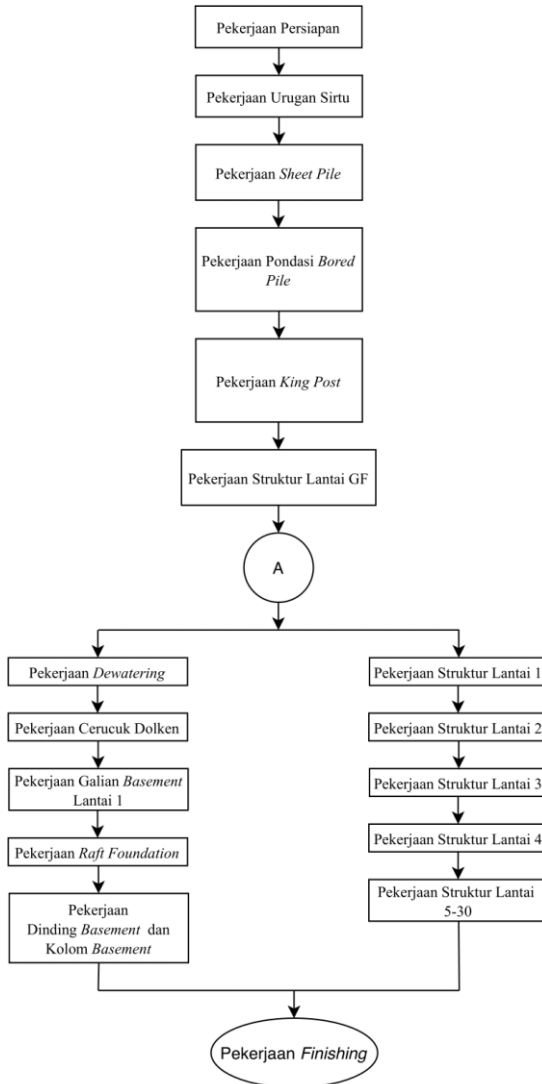 Pekerjaan Persiapan
Pekerjaan Urugan Sirtu
Pekerjaan Sheet Pile
Pekerjaan Pondasi Bored
Pile
Pekerjaan King Post
Pekerjaan Struktur Lantai GF
A
Pekerjaan Dewatering
Pekerjaan Cerucuk Dolken
Pekerjaan Galian Basement
Lantai 1
Pekerjaan Raft Foundation
Pekerjaan
Dinding Basement dan
Kolom Basement
Pekerjaan Struktur Lantai 1
Pekerjaan Struktur Lantai 2
Pekerjaan Struktur Lantai 3
Pekerjaan Struktur Lantai 4
Pekerjaan Struktur Lantai
5-30
Pekerjaan Finishing